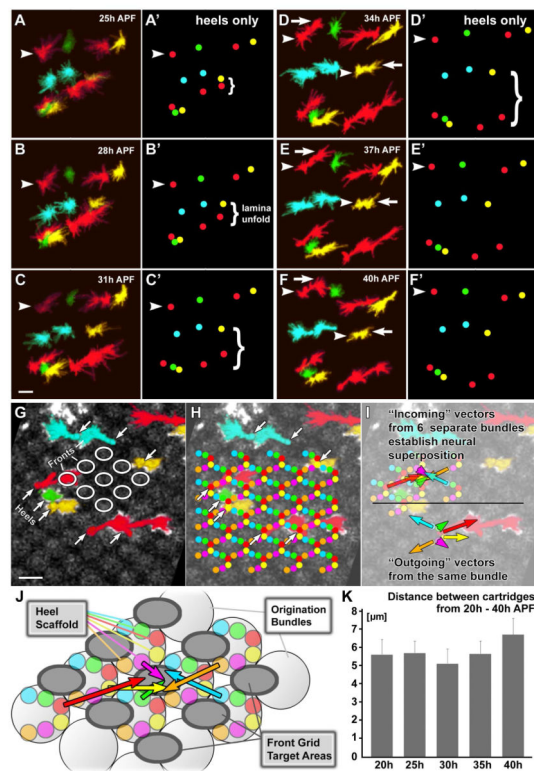 A
25h APF
A'
heels only
D
34h APF
D'
heels only
B
28h APF
B'
lamina
unfold
E
37h APF
E'
C
31h APF
C'
F
40h APF
F'
G
Fronts
Heels
H
I
"Incoming" vectors
from 6 separate bundles
establish neural
superposition
"Outgoing" vectors
from the same bundle
J
Heel
Scaffold
Origination
Bundles
Front Grid
Target Areas
K
Distance between cartridges
from 20h - 40h APF
[µm]
8
7
6
5
4
3
2
1
0
20h
25h
30h
35h
40h